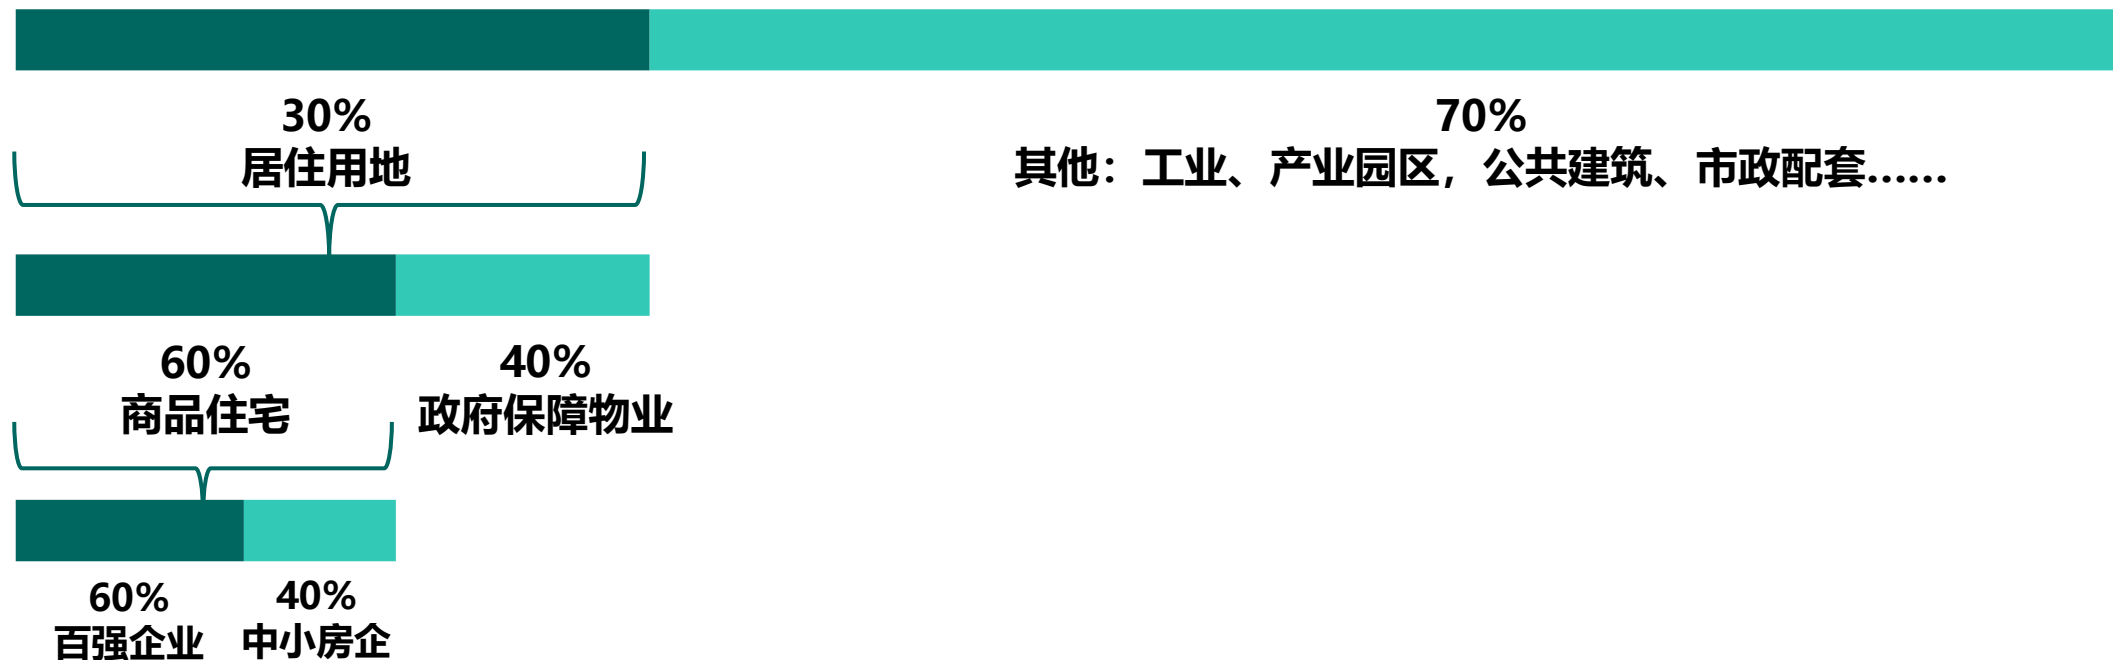 30%
居住用地
70%
其他：工业、产业园区，公共建筑、市政配套……
60%
商品住宅
40%
政府保障物业
60%
百强企业
40%
中小房企